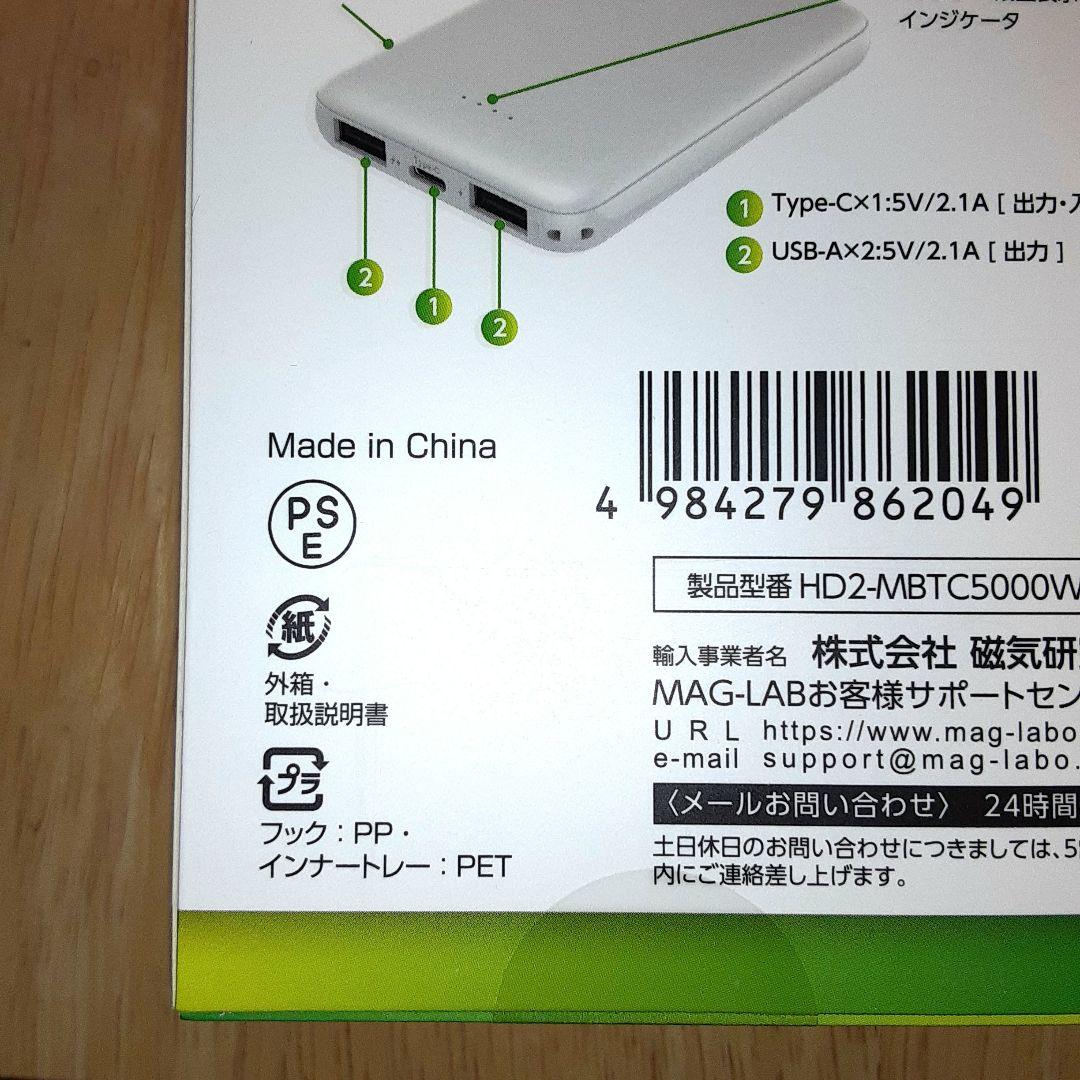 インジケータ
Type-C
1 Type-C×1:5V/2.1A [ 出力・
2 USB-A×2:5V/2.1A [ 出力 ]
2
1
2
Made in China
PS
E
4 984279 862049
製品型番 HD2-MBTC5000W
紙
外箱・
取扱説明書
輸入事業者名 株式会社 磁気研
MAG-LABお客様サポートセン
URL https://www.mag-labo
e-mail support@mag-labo.
プラ
フック：PP・
インナートレー：PET
〈メールお問い合わせ〉 24時間
土日休日のお問い合わせにつきましては、5
内にご連絡差し上げます。